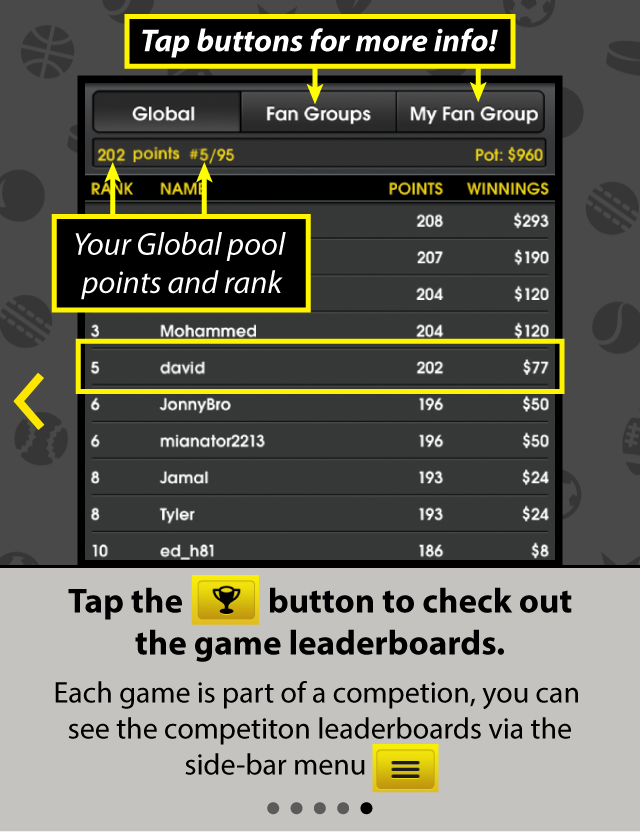 Tap buttons for more info!
Global Fan Groups My Fan Group
202 points #5/95 Pot: $960
RANK NAME POINTS WINNINGS
Your Global pool
points and rank
208 $293
207 $190
204 $120
3 Mohammed 204 $120
5 david 202 $77
6 JonnyBro 196 $50
6 mianator2213 196 $50
8 Jamal 193 $24
8 Tyler 193 $24
10 ed_h81 186 $8
Tap the button to check out
the game leaderboards.
Each game is part of a competion, you can
see the competiton leaderboards via the
side-bar menu